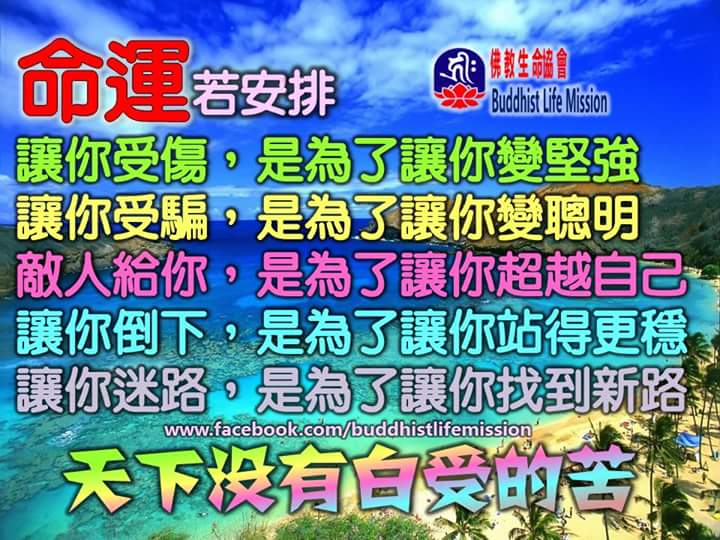 命運若安排
佛教生命協會
Buddhist Life Mission
讓你受傷，是為了讓你變堅強
讓你受騙，是為了讓你變聰明
敵人給你，是為了讓你超越自己
讓你倒下，是為了讓你站得更穩
讓你迷路，是為了讓你找到新路
www.facebook.com/buddhistlifemission
天下没有白受的苦